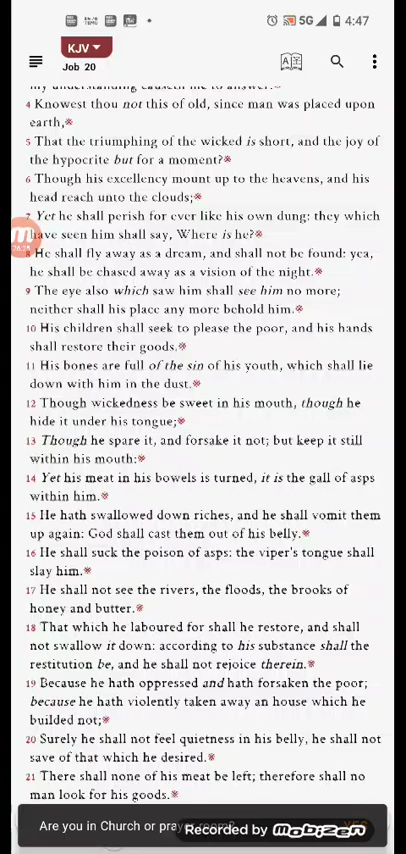 4:47
5G
KJV
Job 20
my understanding causeth me to answer.
4 Knowest thou not this of old, since man was placed upon
earth,
5 That the triumphing of the wicked is short, and the joy of
the hypocrite but for a moment?
6 Though his excellency mount up to the heavens, and his
head reach unto the clouds;
7 Yet he shall perish for ever like his own dung: they which
have seen him shall say, Where is he?
8 He shall fly away as a dream, and shall not be found: yea,
he shall be chased away as a vision of the night.
9 The eye also which saw him shall see him no more;
neither shall his place any more behold him.
10 His children shall seek to please the poor, and his hands
shall restore their goods.
11 His bones are full of the sin of his youth, which shall lie
down with him in the dust.
12 Though wickedness be sweet in his mouth, though he
hide it under his tongue;
13 Though he spare it, and forsake it not; but keep it still
within his mouth:
14 Yet his meat in his bowels is turned, it is the gall of asps
within him.
15 He hath swallowed down riches, and he shall vomit them
up again: God shall cast them out of his belly.
16 He shall suck the poison of asps: the viper's tongue shall
slay him.
17 He shall not see the rivers, the floods, the brooks of
honey and butter.
18 That which he laboured for shall he restore, and shall
not swallow it down: according to his substance shall the
restitution be, and he shall not rejoice therein.
19 Because he hath oppressed and hath forsaken the poor;
because he hath violently taken away an house which he
builded not;
20 Surely he shall not feel quietness in his belly, he shall not
save of that which he desired.
21 There shall none of his meat be left; therefore shall no
man look for his goods.
Are you in Church or prayer room? YES
Recorded by mobizen